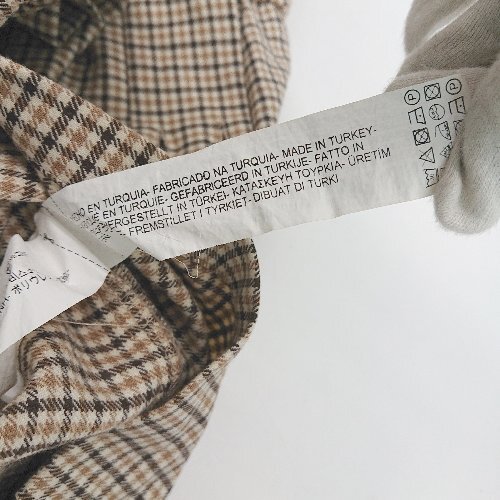 EN TURQUIA- FABRICADO NA TURQUIA- MADE IN TURKEY-
EN TURQUIE- GEFABRICEERD IN TURKIJE- FATTO IN
HERGESTELLT IN TÜRKEI- ΚΑΤΑΣΚΕΥΗ ΤΟΥΡΚΙΑ- ÜRETIM
- FREMSTILLET I TYRKIET- DIBUAT DI TURKI